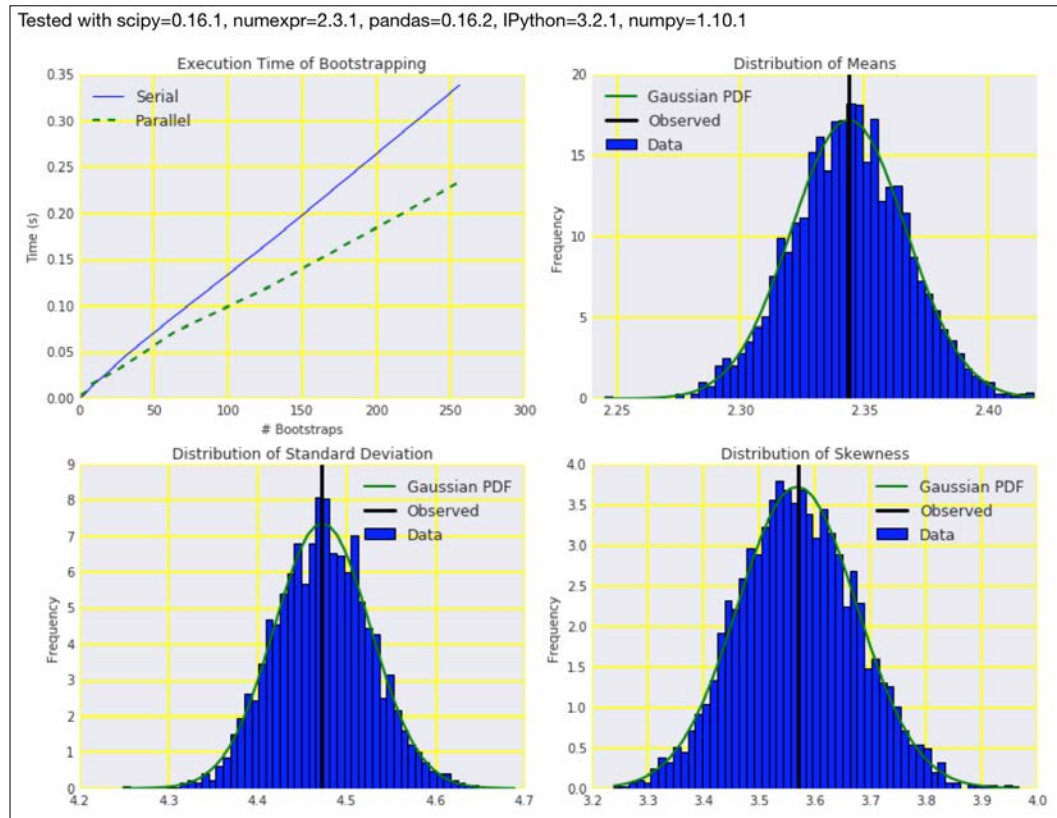 Tested with scipy=0.16.1, numexpr=2.3.1, pandas=0.16.2, IPython=3.2.1, numpy=1.10.1
Execution Time of Bootstrapping
0.35
0.30
0.25
0.20
0.15
0.10
0.05
0.00
Time (s)
Serial
Parallel
0 50 100 150 200 250 300
# Bootstraps
Distribution of Means
20
15
10
5
0
Frequency
Gaussian PDF
Observed
Data
2.25 2.30 2.35 2.40
Distribution of Standard Deviation
9
8
7
6
5
4
3
2
1
0
Frequency
Gaussian PDF
Observed
Data
4.2 4.3 4.4 4.5 4.6 4.7
Distribution of Skewness
4.0
3.5
3.0
2.5
2.0
1.5
1.0
0.5
0.0
Frequency
Gaussian PDF
Observed
Data
3.2 3.3 3.4 3.5 3.6 3.7 3.8 3.9 4.0